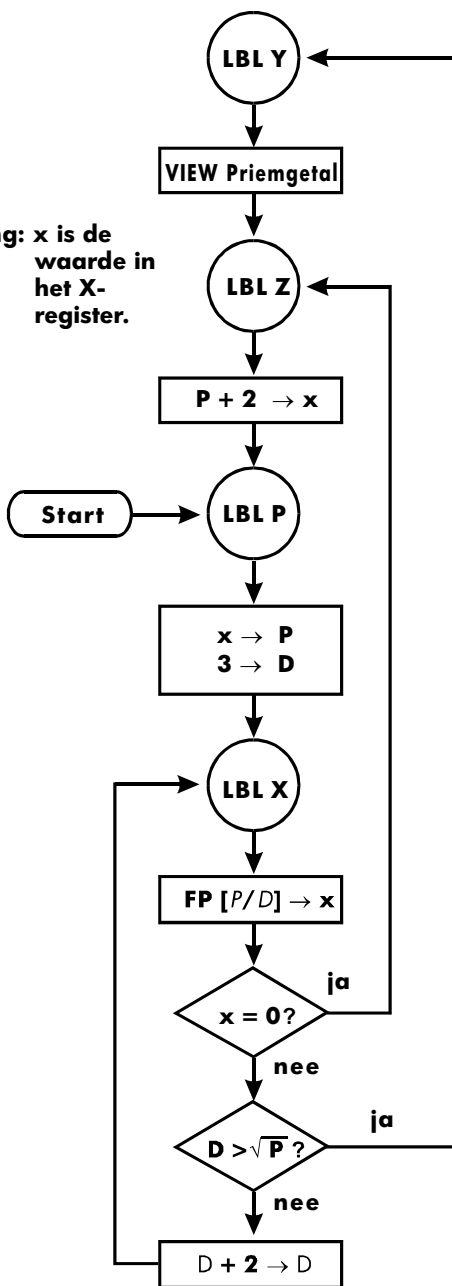 LBL Y
VIEW Priemgetal
ng: x is de
waarde in
het X-
register.
LBL Z
P + 2 → x
Start
LBL P
x → P
3 → D
LBL X
FP [P/D] → x
ja
x = 0?
nee
ja
D > √P ?
nee
D + 2 → D